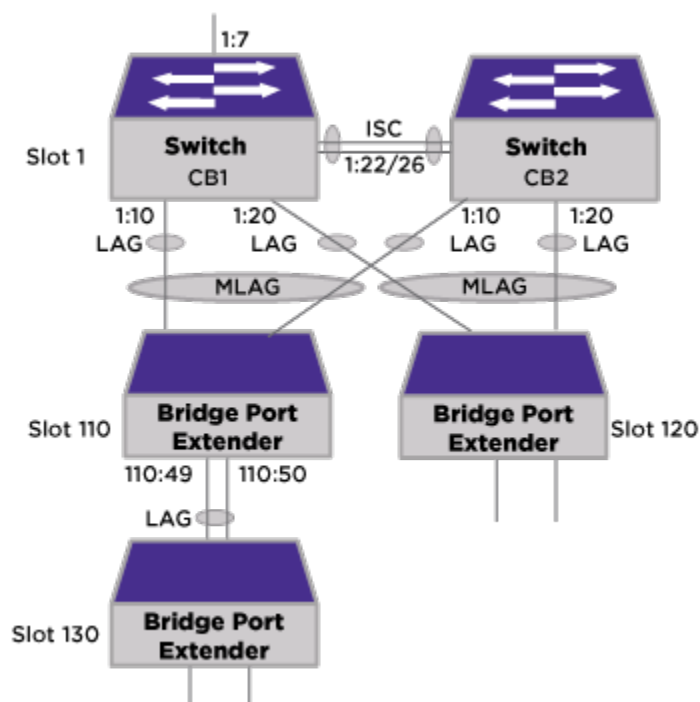 1:7
Slot 1
Switch
CB1
ISC
1:22/26
Switch
CB2
1:10
1:20
1:10
1:20
LAG
LAG
LAG
LAG
MLAG
MLAG
Slot 110
Bridge Port
Extender
Bridge Port
Extender
Slot 120
110:49
110:50
LAG
Slot 130
Bridge Port
Extender